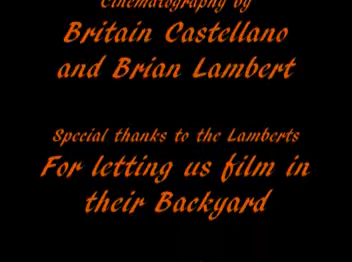 Cinematography by
Britain Castellano
and Brian Lambert
Special thanks to the Lamberts
For letting us film in
their Backyard